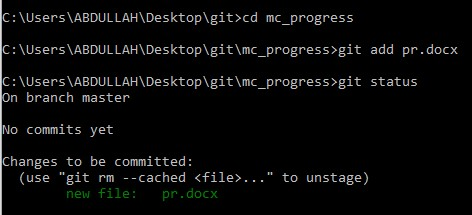 C:\Users\ABDULLAH\Desktop\git>cd mc_progress
C:\Users\ABDULLAH\Desktop\git\mc_progress>git add pr.docx
C:\Users\ABDULLAH\Desktop\git\mc_progress>git status
On branch master
No commits yet
Changes to be committed:
  (use "git rm --cached <file>..." to unstage)
        new file:   pr.docx